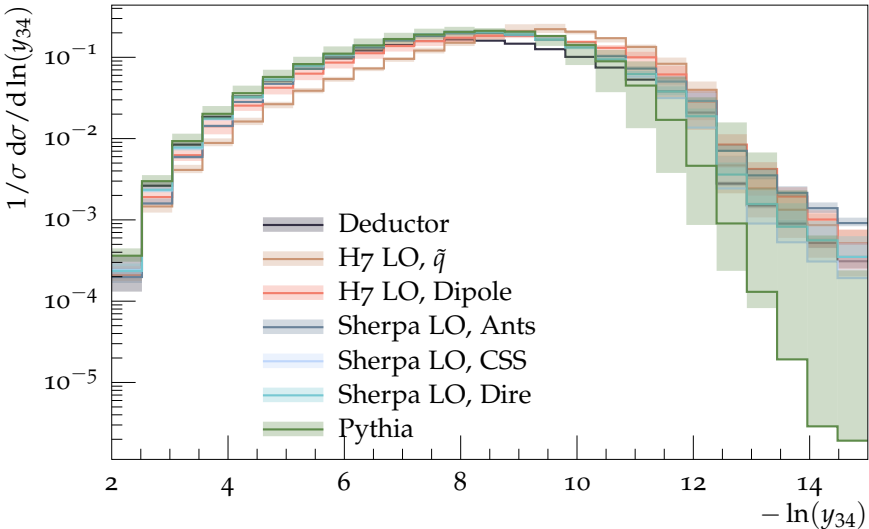 1/σ dσ/d ln(y₃₄)
10⁻¹
10⁻²
10⁻³
10⁻⁴
10⁻⁵
Deductor
H7 LO, q̃
H7 LO, Dipole
Sherpa LO, Ants
Sherpa LO, CSS
Sherpa LO, Dire
Pythia
2 4 6 8 10 12 14
− ln(y₃₄)